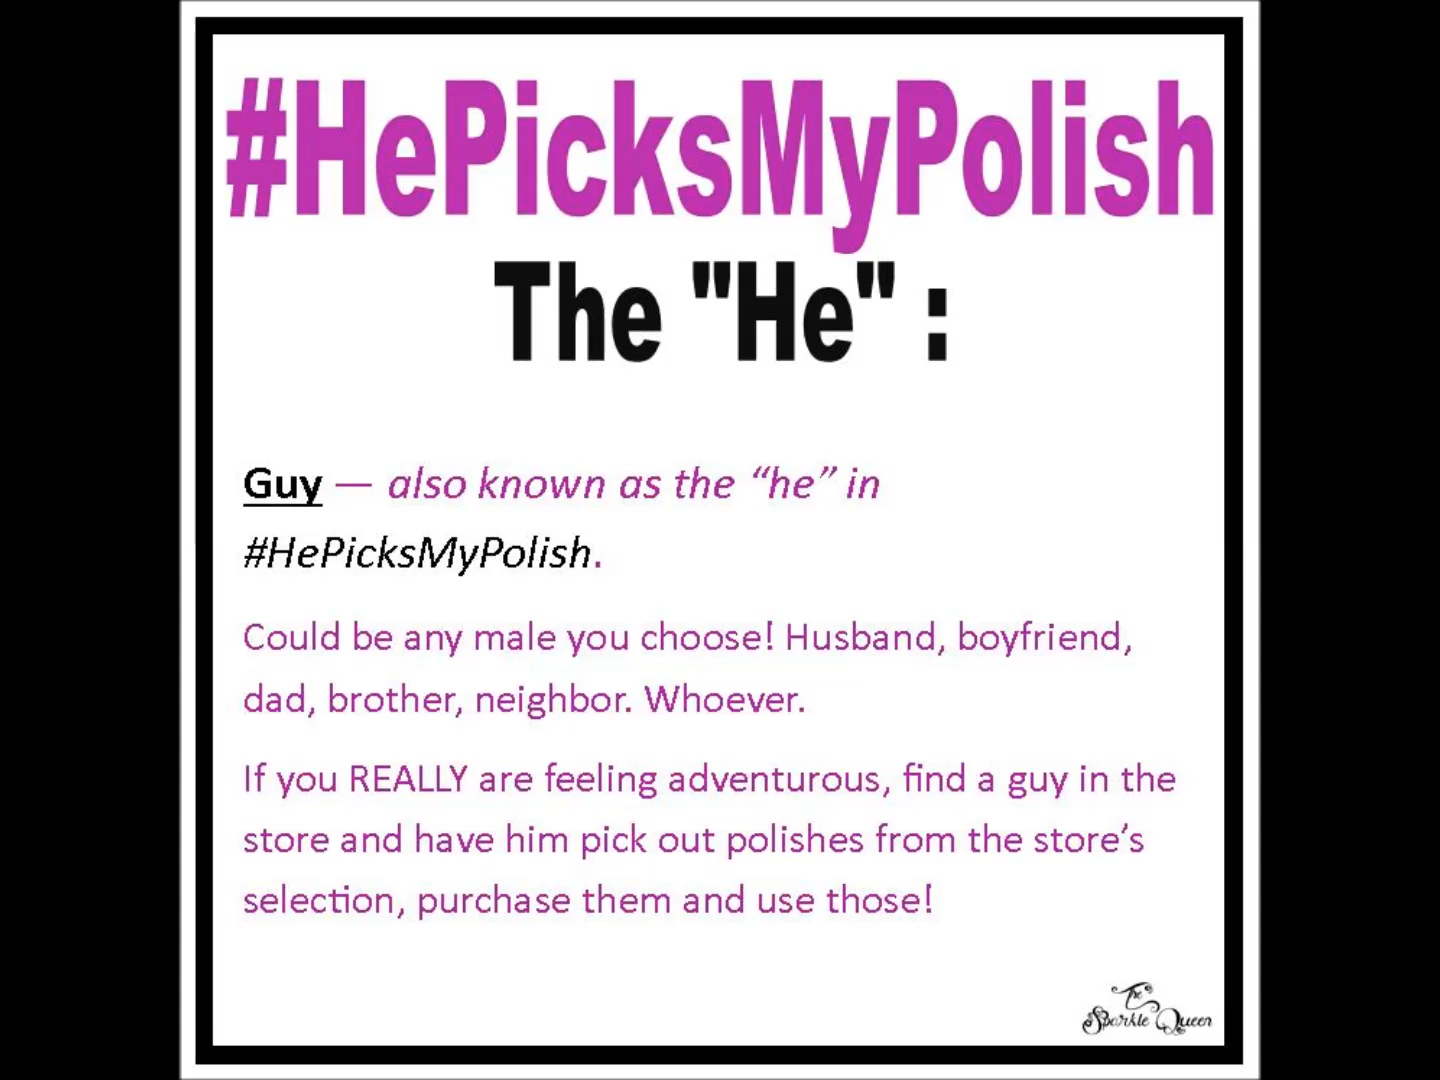 #HePicksMyPolish
The "He" :
Guy — also known as the “he” in
#HePicksMyPolish.
Could be any male you choose! Husband, boyfriend,
dad, brother, neighbor. Whoever.
If you REALLY are feeling adventurous, find a guy in the
store and have him pick out polishes from the store’s
selection, purchase them and use those!
The
Sparkle Queen